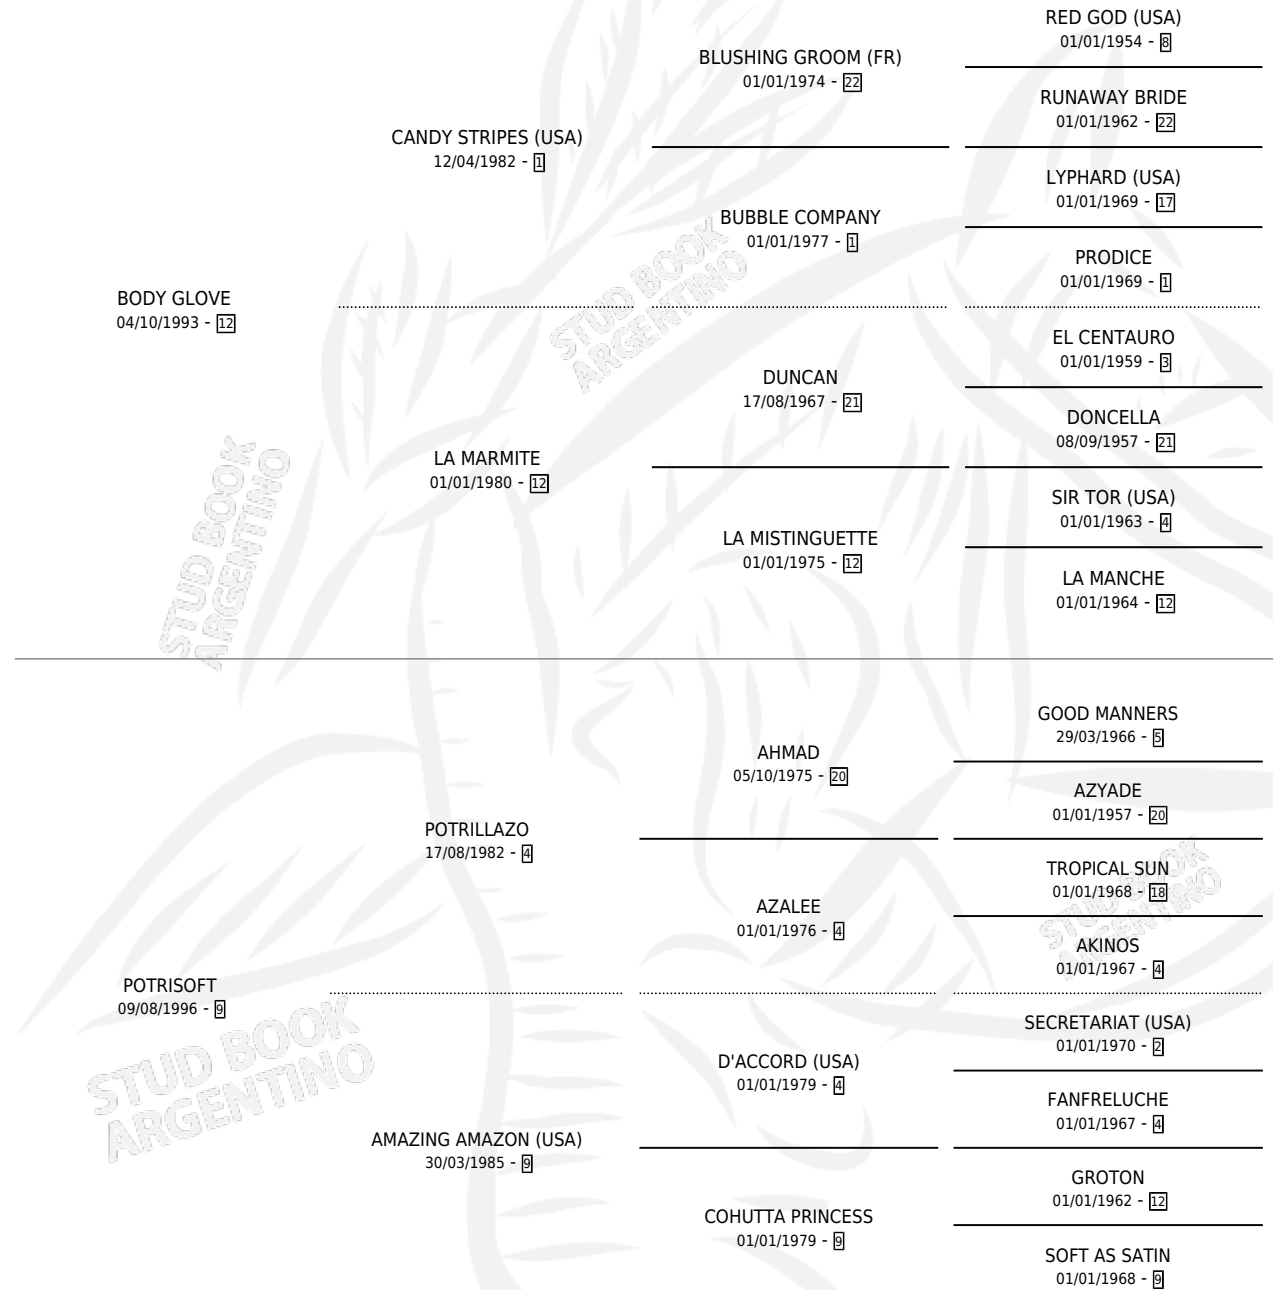 RED GOD (USA)
01/01/1954 - 8
BLUSHING GROOM (FR)
01/01/1974 - 22
RUNAWAY BRIDE
01/01/1962 - 22
CANDY STRIPES (USA)
12/04/1982 - 1
LYPHARD (USA)
01/01/1969 - 17
BUBBLE COMPANY
01/01/1977 - 1
PRODICE
01/01/1969 - 1
BODY GLOVE
04/10/1993 - 12
STUD BOOK
ARGENTINO
EL CENTAURO
01/01/1959 - 3
DUNCAN
17/08/1967 - 21
DONCELLA
08/09/1957 - 21
LA MARMITE
01/01/1980 - 12
SIR TOR (USA)
01/01/1963 - 4
LA MISTINGUETTE
01/01/1975 - 12
LA MANCHE
01/01/1964 - 12
STUD BOOK
ARGENTINO
GOOD MANNERS
29/03/1966 - 5
AHMAD
05/10/1975 - 20
AZYADE
01/01/1957 - 20
POTRILLAZO
17/08/1982 - 4
TROPICAL SUN
01/01/1968 - 18
AZALEE
01/01/1976 - 4
STUD BOOK
ARGENTINO
AKINOS
01/01/1967 - 4
POTRISOFT
09/08/1996 - 9
STUD BOOK
ARGENTINO
SECRETARIAT (USA)
01/01/1970 - 2
D'ACCORD (USA)
01/01/1979 - 4
FANFRELUCHE
01/01/1967 - 4
AMAZING AMAZON (USA)
30/03/1985 - 9
GROTON
01/01/1962 - 12
COHUTTA PRINCESS
01/01/1979 - 9
SOFT AS SATIN
01/01/1968 - 9